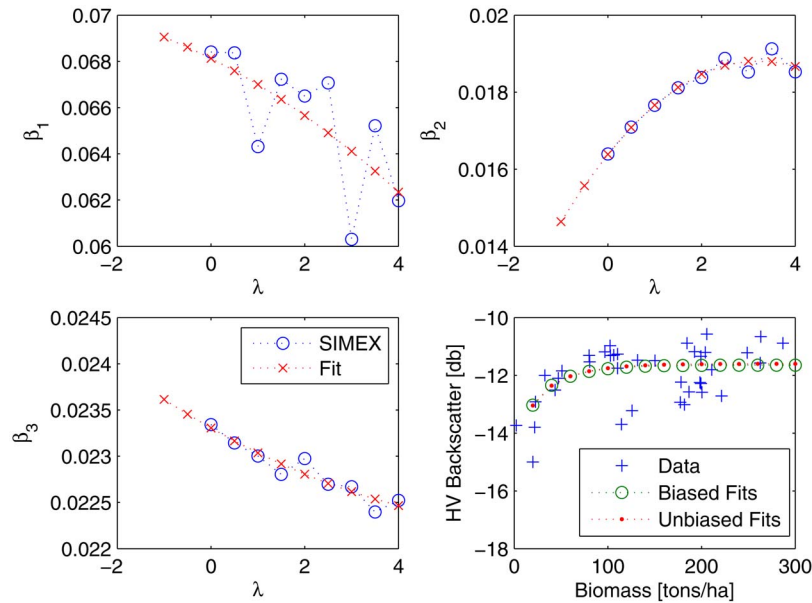 0.07
0.068
0.066
0.064
0.062
0.06
β1
−2
0
2
4
λ
0.02
0.018
0.016
0.014
β2
−2
0
2
4
λ
0.0245
0.024
0.0235
0.023
0.0225
0.022
β3
SIMEX
Fit
−2
0
2
4
λ
−10
−12
−14
−16
−18
HV Backscatter [db]
Data
Biased Fits
Unbiased Fits
0
100
200
300
Biomass [tons/ha]